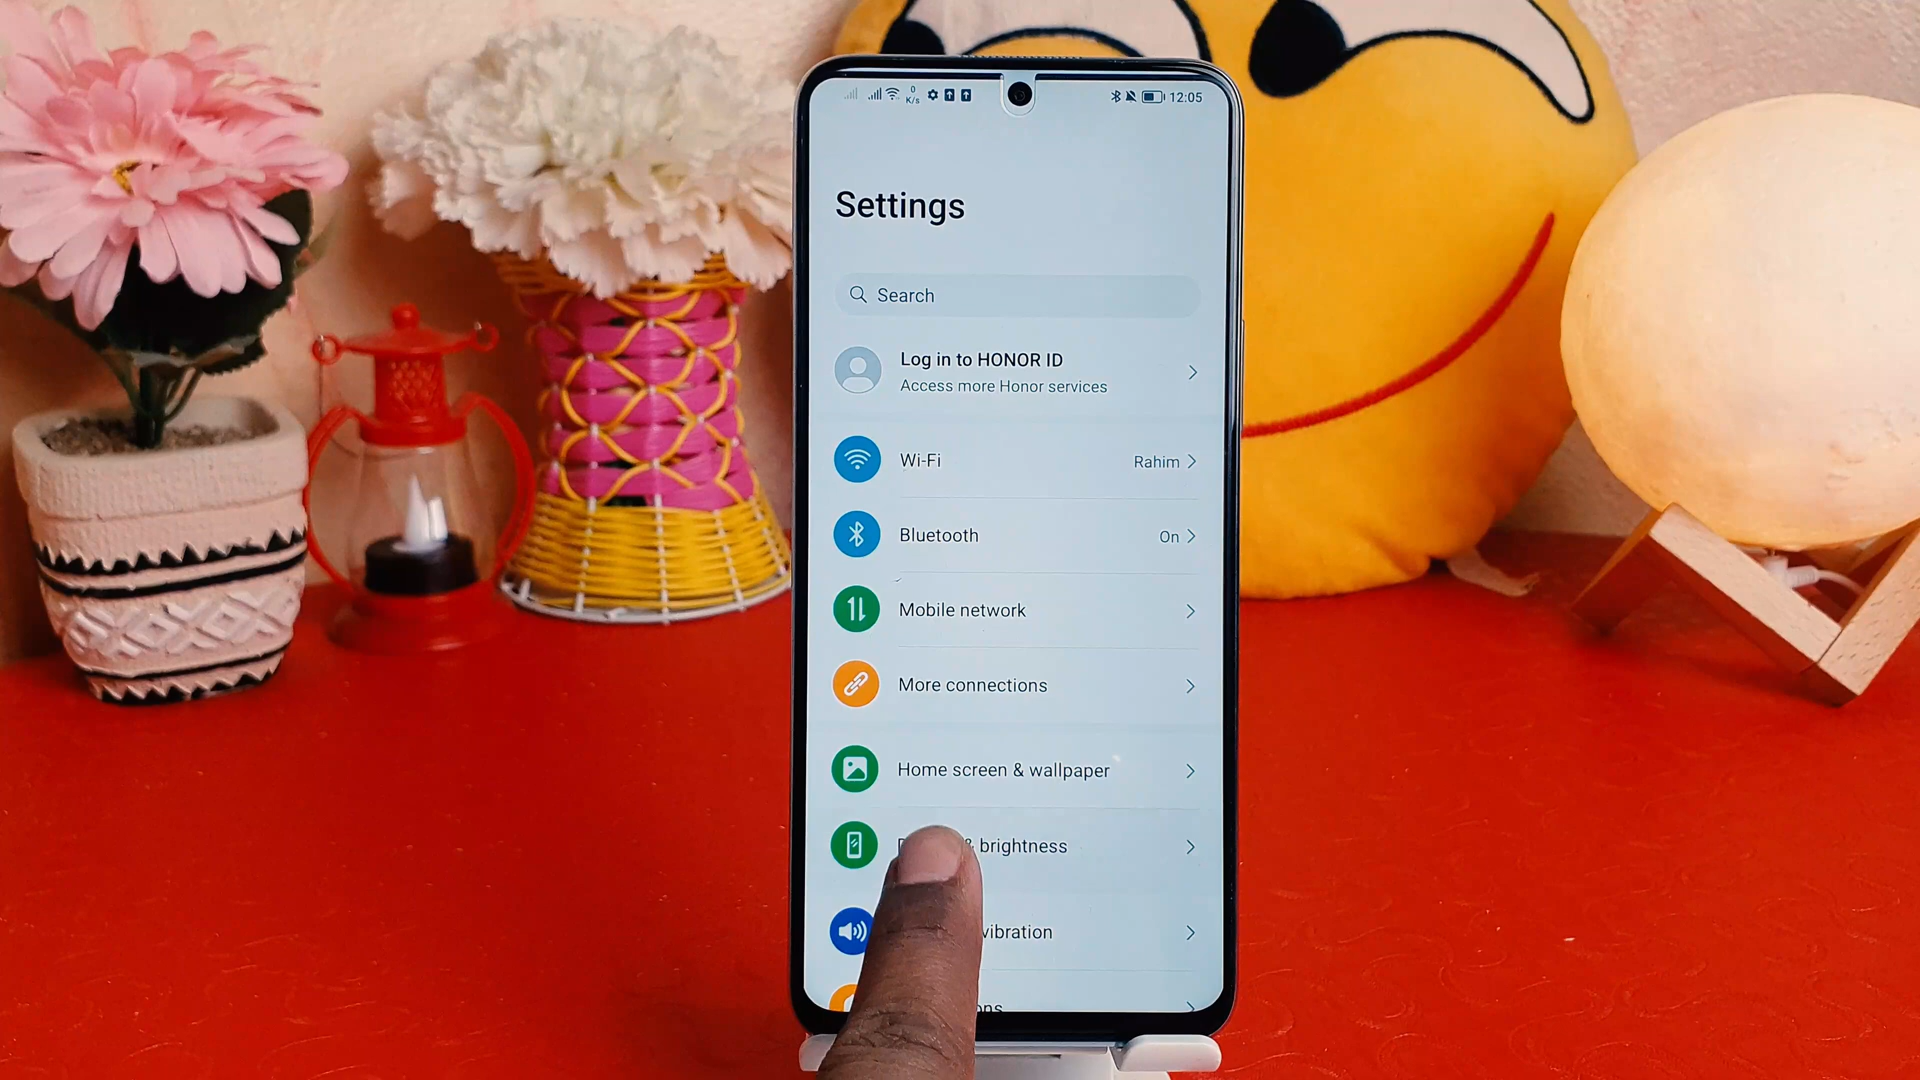 0
K/s
12:05
Settings
Search
Log in to HONOR ID
Access more Honor services
Wi-Fi Rahim
Bluetooth On
Mobile network
More connections
Home screen & wallpaper
& brightness
vibration